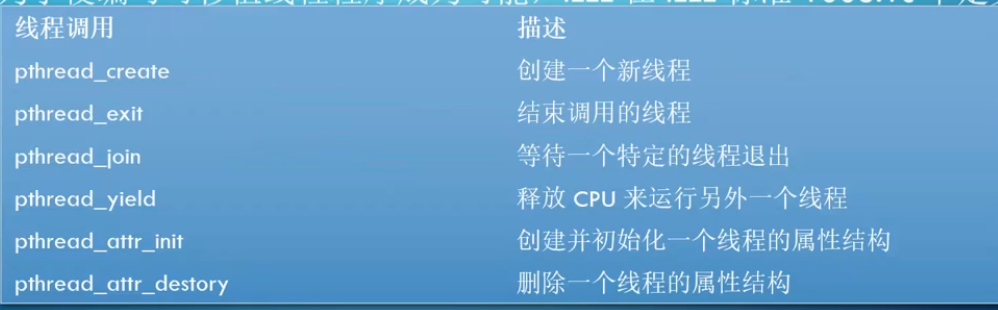 线程调用 描述
pthread_create 创建一个新线程
pthread_exit 结束调用的线程
pthread_join 等待一个特定的线程退出
pthread_yield 释放 CPU 来运行另外一个线程
pthread_attr_init 创建并初始化一个线程的属性结构
pthread_attr_destory 删除一个线程的属性结构